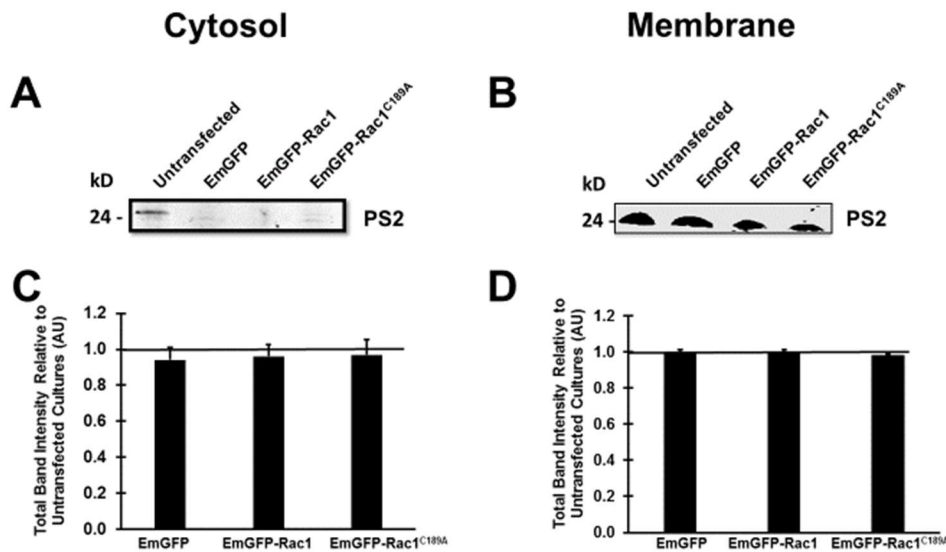 Cytosol
Membrane
A
Untransfected
EmGFP
EmGFP-Rac1
EmGFP-Rac1C189A
kD
24 -
PS2
B
Untransfected
EmGFP
EmGFP-Rac1
EmGFP-Rac1C189A
kD
24 -
PS2
C
Total Band Intensity Relative to
Untransfected Cultures (AU)
1.2
1.0
0.8
0.6
0.4
0.2
0.0
EmGFP
EmGFP-Rac1
EmGFP-Rac1C189A
D
Total Band Intensity Relative to
Untransfected Cultures (AU)
1.2
1.0
0.8
0.6
0.4
0.2
0.0
EmGFP
EmGFP-Rac1
EmGFP-Rac1C189A